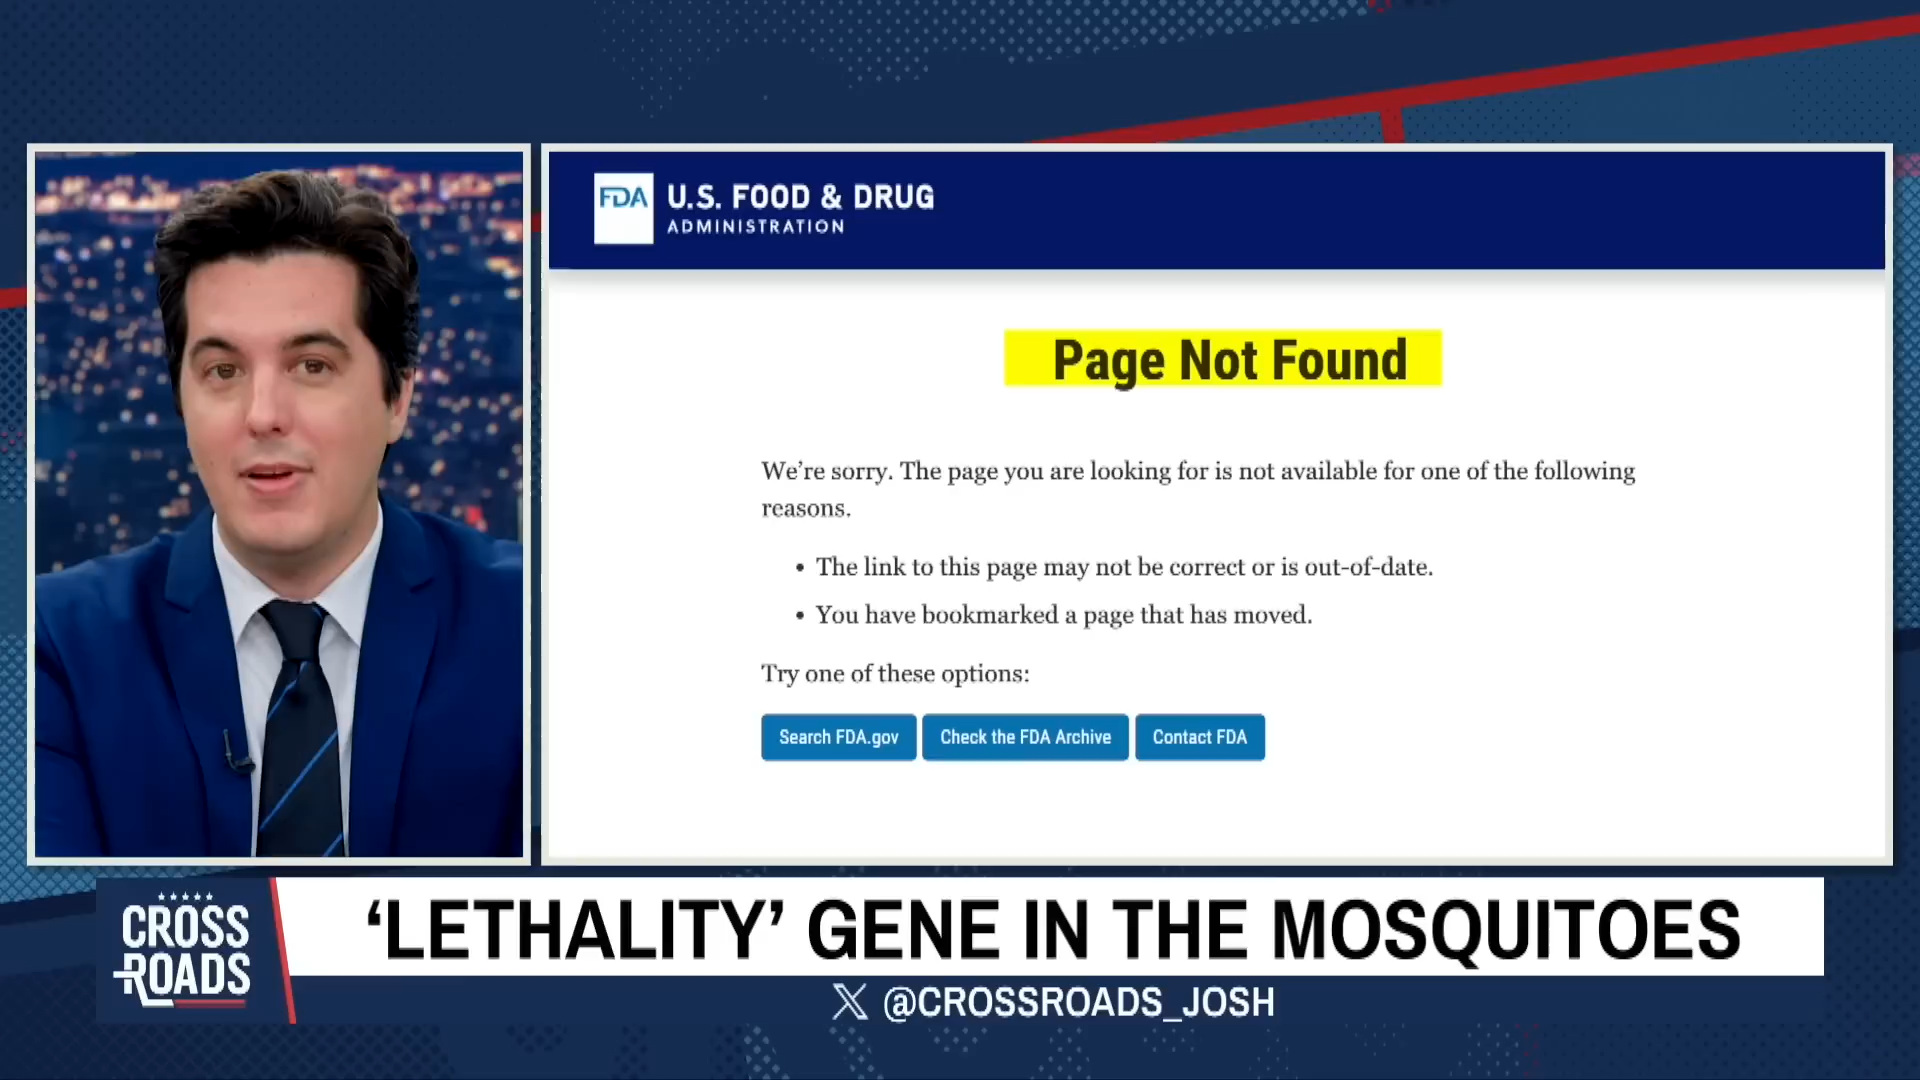 FDA
U.S. FOOD & DRUG
ADMINISTRATION
Page Not Found
We're sorry. The page you are looking for is not available for one of the following
reasons.
• The link to this page may not be correct or is out-of-date.
• You have bookmarked a page that has moved.
Try one of these options:
Search FDA.gov
Check the FDA Archive
Contact FDA
CROSS
ROADS
‘LETHALITY’ GENE IN THE MOSQUITOES
X @CROSSROADS_JOSH